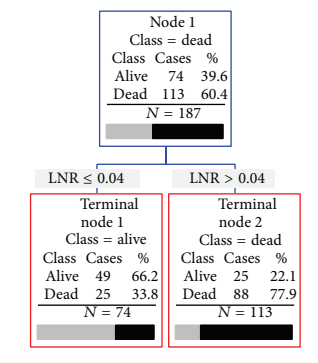 Node 1
Class = dead
Class Cases %
Alive 74 39.6
Dead 113 60.4
N = 187
LNR ≤ 0.04
LNR > 0.04
Terminal
node 1
Class = alive
Class Cases %
Alive 49 66.2
Dead 25 33.8
N = 74
Terminal
node 2
Class = dead
Class Cases %
Alive 25 22.1
Dead 88 77.9
N = 113